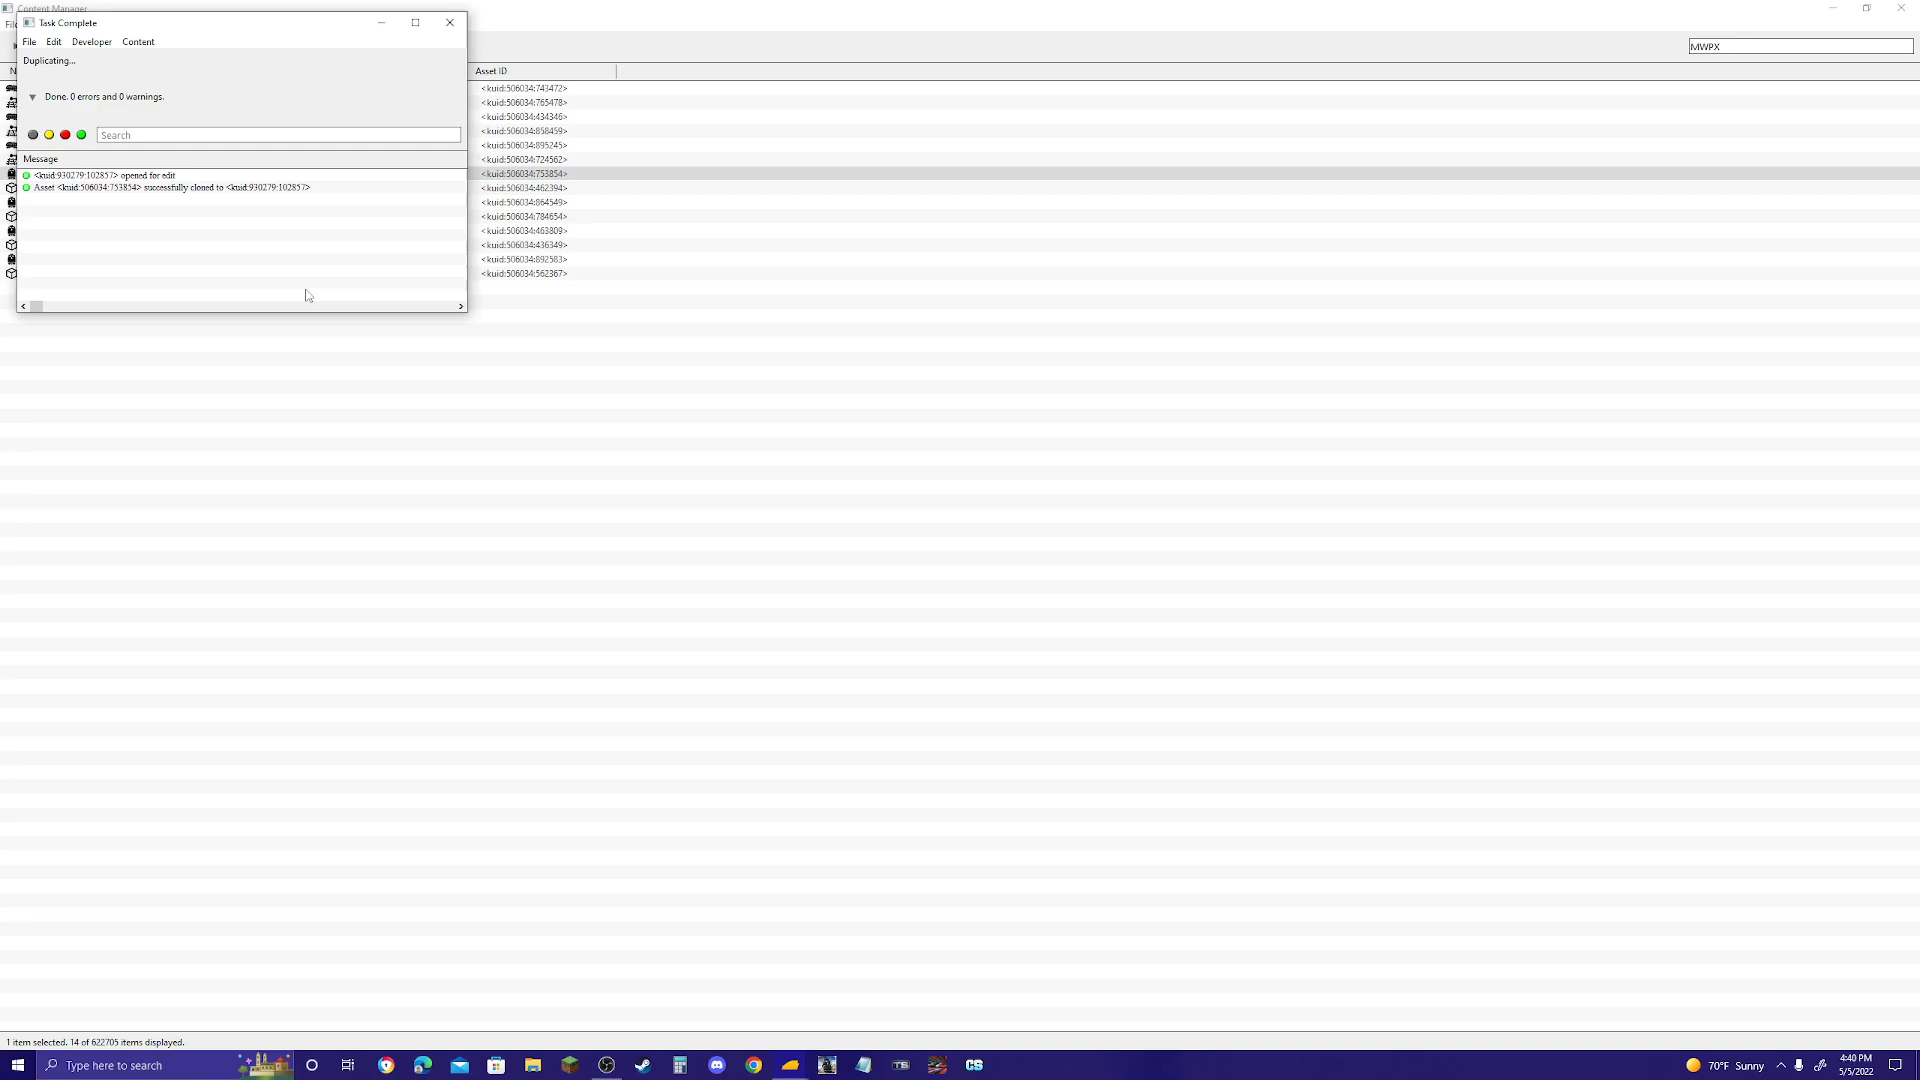 Content Manager
Task Complete
File Edit Developer Content
MWPX
Duplicating...
Asset ID
Done. 0 errors and 0 warnings.
Search
Message
<kuid:930279:102857> opened for edit
Asset <kuid:506034:753854> successfully cloned to <kuid:930279:102857>
<kuid:506034:743472>
<kuid:506034:765478>
<kuid:506034:434346>
<kuid:506034:858459>
<kuid:506034:895245>
<kuid:506034:724562>
<kuid:506034:753854>
<kuid:506034:462394>
<kuid:506034:864549>
<kuid:506034:784654>
<kuid:506034:463809>
<kuid:506034:436349>
<kuid:506034:892583>
<kuid:506034:562367>
1 item selected. 14 of 622705 items displayed.
Type here to search
TS
CS
70°F Sunny
4:40 PM
5/5/2022